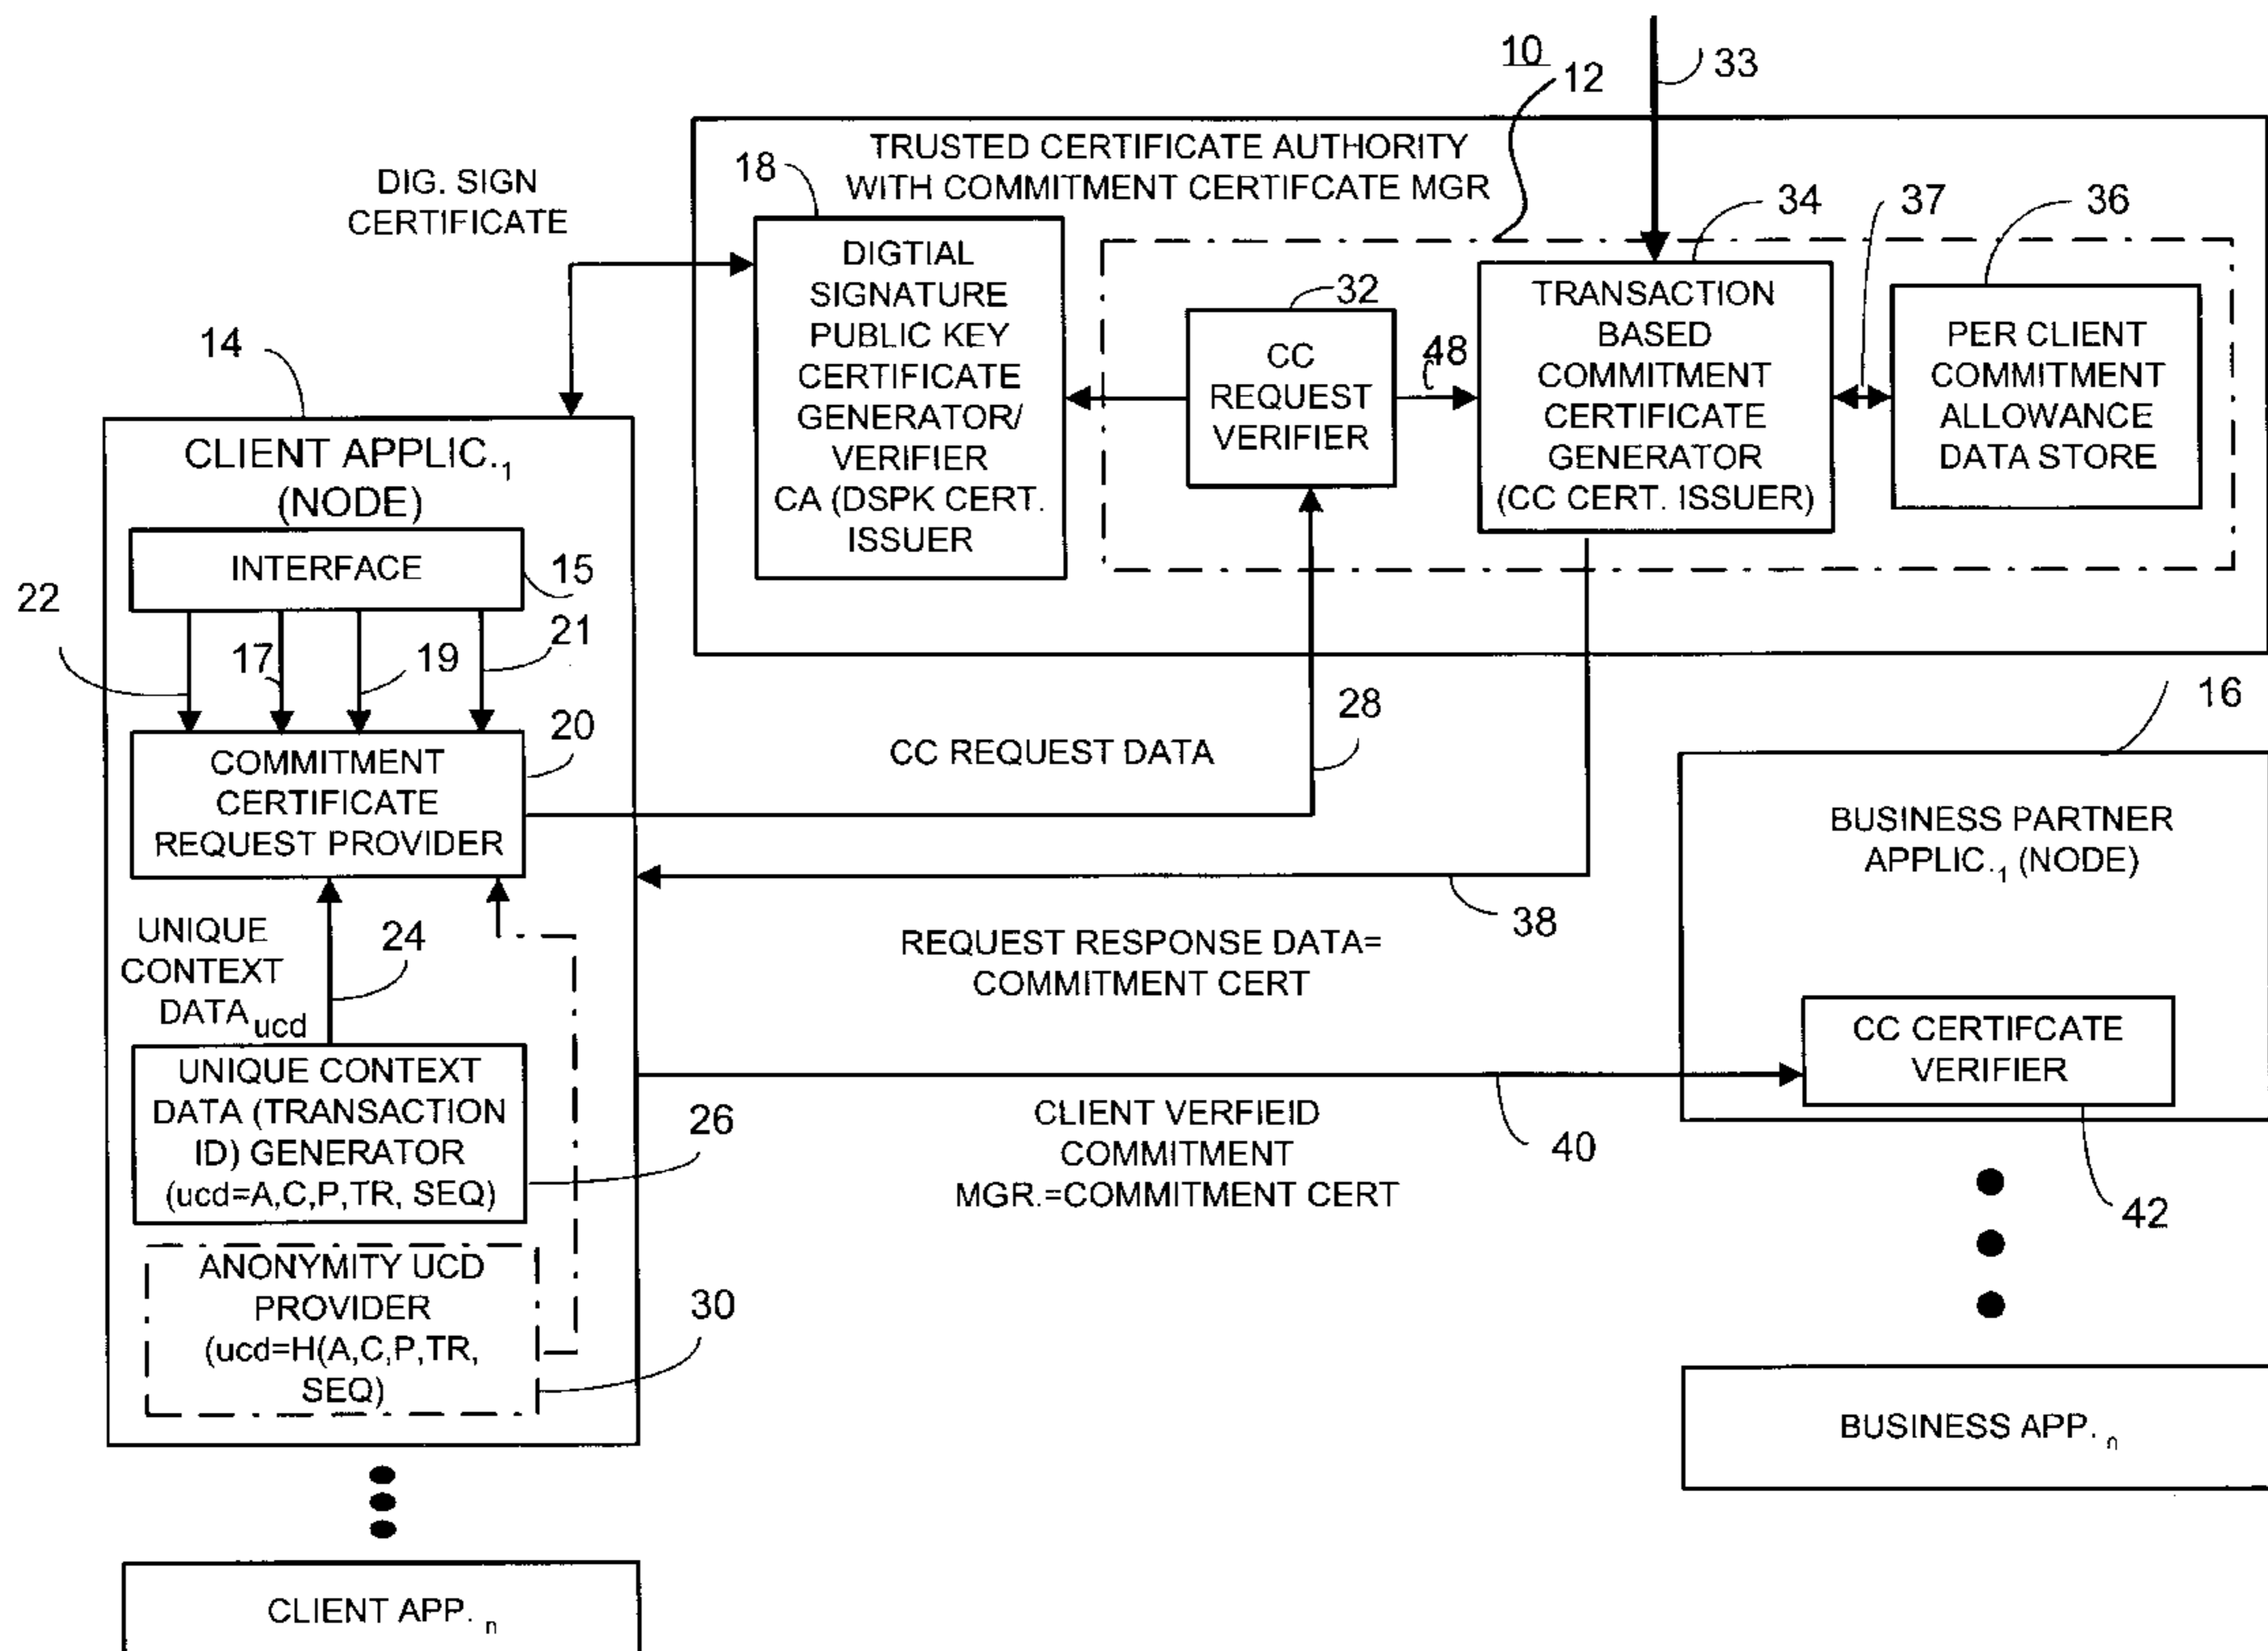 10
12
33
TRUSTED CERTIFICATE AUTHORITY
WITH COMMITMENT CERTIFCATE MGR
18
DIG. SIGN
CERTIFICATE
DIGTIAL
SIGNATURE
PUBLIC KEY
CERTIFICATE
GENERATOR/
VERIFIER
CA (DSPK CERT.
ISSUER
32
CC
REQUEST
VERIFIER
48
34
TRANSACTION
BASED
COMMITMENT
CERTIFICATE
GENERATOR
(CC CERT. ISSUER)
37
36
PER CLIENT
COMMITMENT
ALLOWANCE
DATA STORE
14
CLIENT APPLIC.1
(NODE)
INTERFACE
15
22
17
19
21
20
COMMITMENT
CERTIFICATE
REQUEST PROVIDER
CC REQUEST DATA
28
UNIQUE
CONTEXT
DATA ucd
24
38
REQUEST RESPONSE DATA=
COMMITMENT CERT
UNIQUE CONTEXT
DATA (TRANSACTION
ID) GENERATOR
(ucd=A,C,P,TR, SEQ)
26
ANONYMITY UCD
PROVIDER
(ucd=H(A,C,P,TR,
SEQ)
30
CLIENT VERFIEID
COMMITMENT
MGR.=COMMITMENT CERT
40
16
BUSINESS PARTNER
APPLIC.1 (NODE)
CC CERTIFCATE
VERIFIER
42
BUSINESS APP. n
CLIENT APP. n